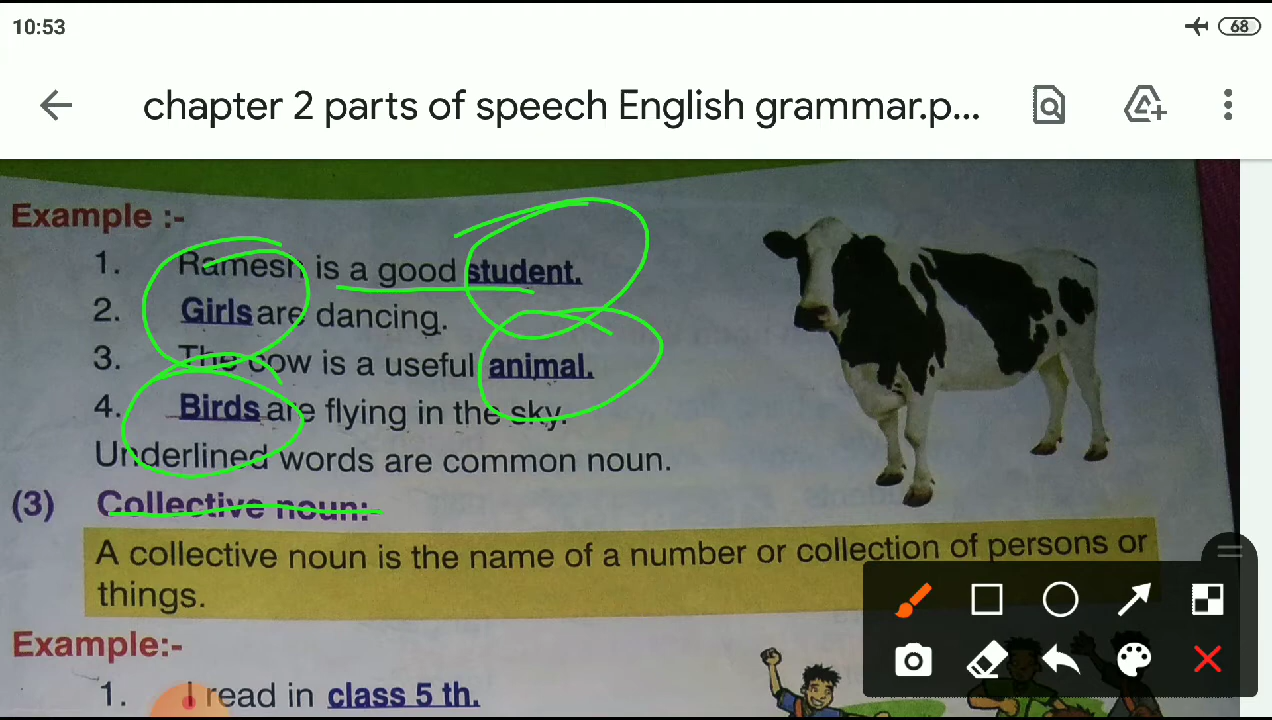 10:53
68
chapter 2 parts of speech English grammar.p...
Example :-
1. Ramesh is a good student.
2. Girls are dancing.
3. The cow is a useful animal.
4. Birds are flying in the sky.
Underlined words are common noun.
(3) Collective noun:-
A collective noun is the name of a number or collection of persons or
things.
Example:-
1. I read in class 5 th.